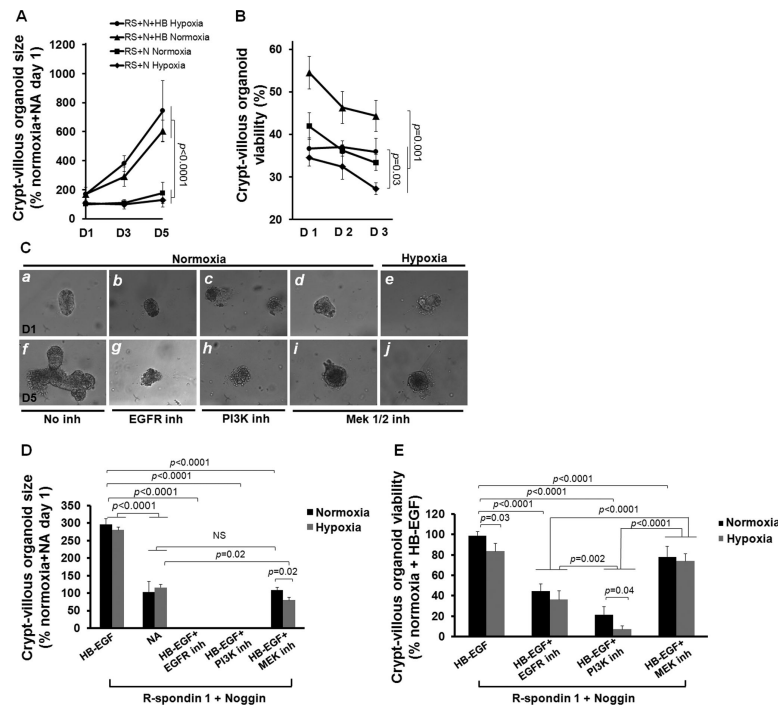 A
RS+N+HB Hypoxia
RS+N+HB Normoxia
RS+N Normoxia
RS+N Hypoxia
Crypt-villous organoid size
(% normoxia+NA day 1)
1200
1000
800
600
400
200
0
D1 D3 D5
p<0.0001
B
Crypt-villous organoid
viability (%)
60
50
40
30
20
D 1 D 2 D 3
p=0.03
p=0.001
C
Normoxia Hypoxia
a b c d e
D1
f g h i j
D5
No inh EGFR inh PI3K inh Mek 1/2 inh
D
Crypt-villous organoid size
(% normoxia+NA day 1)
p<0.0001
p<0.0001
p<0.0001
p<0.0001
NS
p=0.02
p=0.02
Normoxia
Hypoxia
300
250
200
150
100
50
0
HB-EGF
NA
HB-EGF+
EGFR inh
HB-EGF+
PI3K inh
HB-EGF+
MEK inh
R-spondin 1 + Noggin
E
Crypt-villous organoid viability
(% normoxia + HB-EGF)
p<0.0001
p<0.0001
p<0.0001
p<0.0001
p=0.03
p<0.0001
p=0.002
p=0.04
Normoxia
Hypoxia
120
100
80
60
40
20
0
HB-EGF
HB-EGF+
EGFR inh
HB-EGF+
PI3K inh
HB-EGF+
MEK inh
R-spondin 1 + Noggin